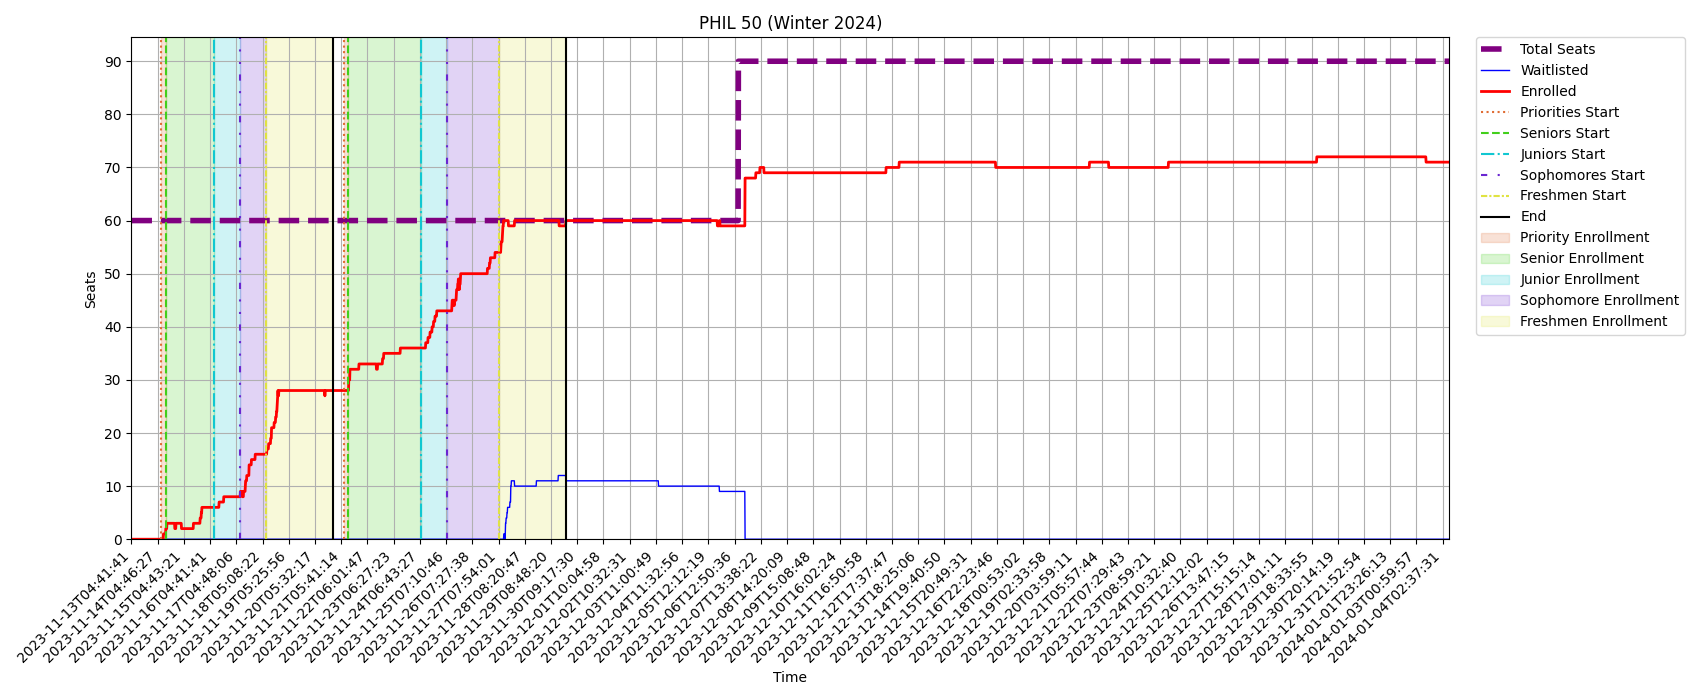 PHIL 50 (Winter 2024)
Seats
90
80
70
60
50
40
30
20
10
0
2023-11-13T04:41:41
2023-11-14T04:46:27
2023-11-15T04:43:21
2023-11-16T04:41:41
2023-11-17T04:48:06
2023-11-18T05:08:22
2023-11-19T05:25:56
2023-11-20T05:32:17
2023-11-21T05:41:14
2023-11-22T06:01:47
2023-11-23T06:27:23
2023-11-24T06:43:27
2023-11-25T07:10:46
2023-11-26T07:27:38
2023-11-27T07:54:01
2023-11-28T08:20:47
2023-11-29T08:48:20
2023-11-30T09:17:30
2023-12-01T10:04:58
2023-12-02T10:32:31
2023-12-03T11:00:49
2023-12-04T11:32:56
2023-12-05T12:12:19
2023-12-06T12:50:36
2023-12-07T13:38:22
2023-12-08T14:20:09
2023-12-09T15:08:48
2023-12-10T16:02:24
2023-12-11T16:50:58
2023-12-12T17:37:47
2023-12-13T18:25:06
2023-12-14T19:40:50
2023-12-15T20:49:31
2023-12-16T22:23:46
2023-12-18T00:53:02
2023-12-19T02:33:58
2023-12-20T03:59:11
2023-12-21T05:57:44
2023-12-22T07:29:43
2023-12-23T08:59:21
2023-12-24T10:32:40
2023-12-25T12:12:02
2023-12-26T13:47:15
2023-12-27T15:15:14
2023-12-28T17:01:11
2023-12-29T18:33:55
2023-12-30T20:14:19
2023-12-31T21:52:54
2024-01-01T23:26:13
2024-01-03T00:59:57
2024-01-04T02:37:31
Time
Total Seats
Waitlisted
Enrolled
Priorities Start
Seniors Start
Juniors Start
Sophomores Start
Freshmen Start
End
Priority Enrollment
Senior Enrollment
Junior Enrollment
Sophomore Enrollment
Freshmen Enrollment